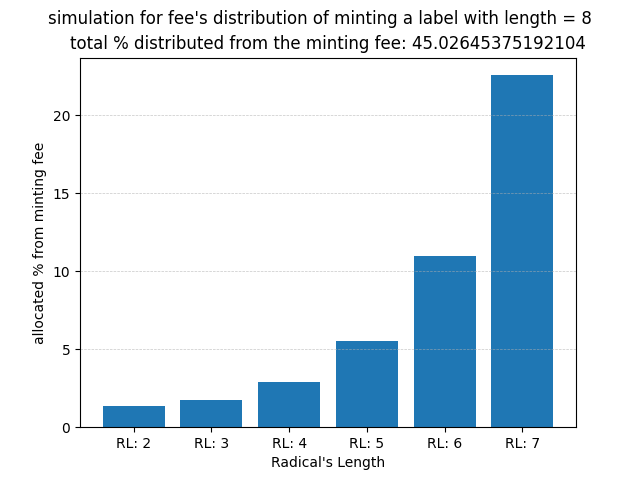 simulation for fee's distribution of minting a label with length = 8
total % distributed from the minting fee: 45.02645375192104
allocated % from minting fee
20
15
10
5
0
RL: 2 RL: 3 RL: 4 RL: 5 RL: 6 RL: 7
Radical's Length